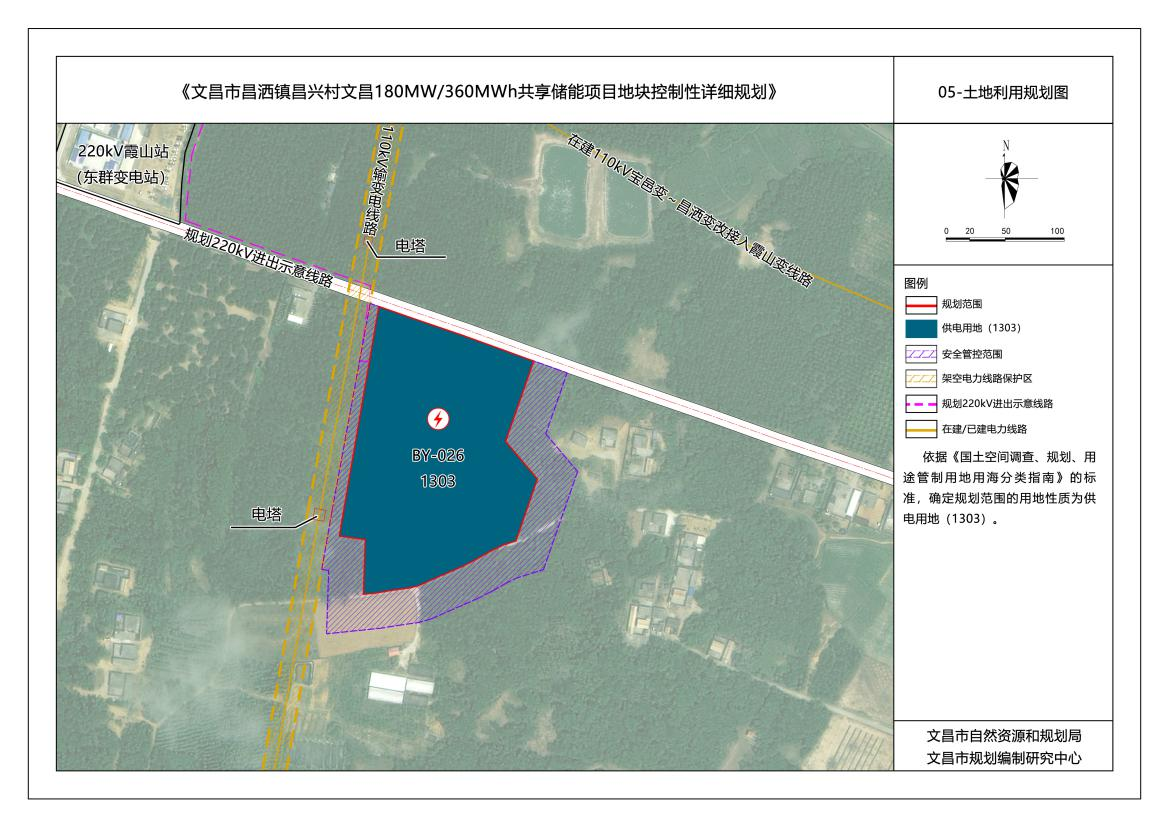 《文昌市昌洒镇昌兴村文昌180MW/360MWh共享储能项目地块控制性详细规划》
05-土地利用规划图
220kV霞山站
（东群变电站）
110kV输变电线路
在建110kV宝邑变~昌洒变改接入霞山变线路
规划220kV进出示意线路
电塔
BY-026
1303
电塔
N
0 20 50 100
图例
规划范围
供电用地（1303）
安全管控范围
架空电力线路保护区
规划220kV进出示意线路
在建/已建电力线路
依据《国土空间调查、规划、用
途管制用地用海分类指南》的标
准，确定规划范围的用地性质为供
电用地（1303）。
文昌市自然资源和规划局
文昌市规划编制研究中心